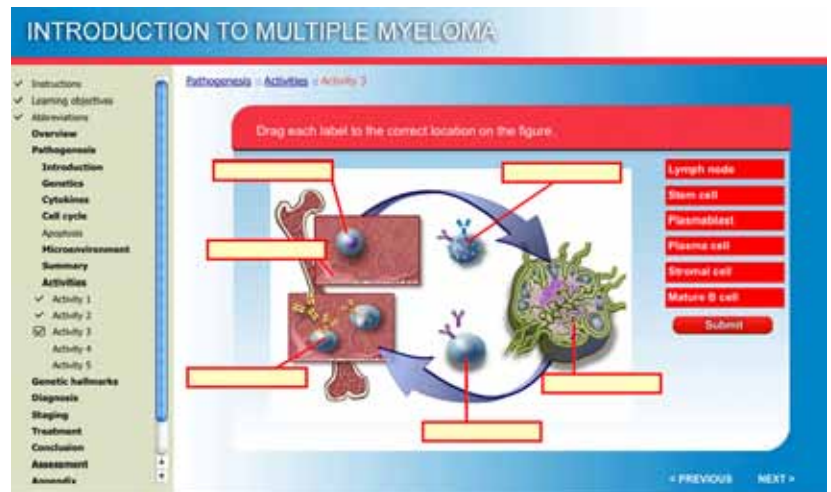 INTRODUCTION TO MULTIPLE MYELOMA
Instructions
Learning objectives
Abbreviations
Overview
Pathogenesis
Introduction
Genetics
Cytokines
Cell cycle
Apoptosis
Microenvironment
Summary
Activities
Activity 1
Activity 2
Activity 3
Activity 4
Activity 5
Genetic hallmarks
Diagnosis
Staging
Treatment
Conclusion
Assessment
Appendix
Pathogenesis :: Activities :: Activity 3
Drag each label to the correct location on the figure.
Lymph node
Stem cell
Plasmablast
Plasma cell
Stromal cell
Mature B cell
Submit
< PREVIOUS NEXT >